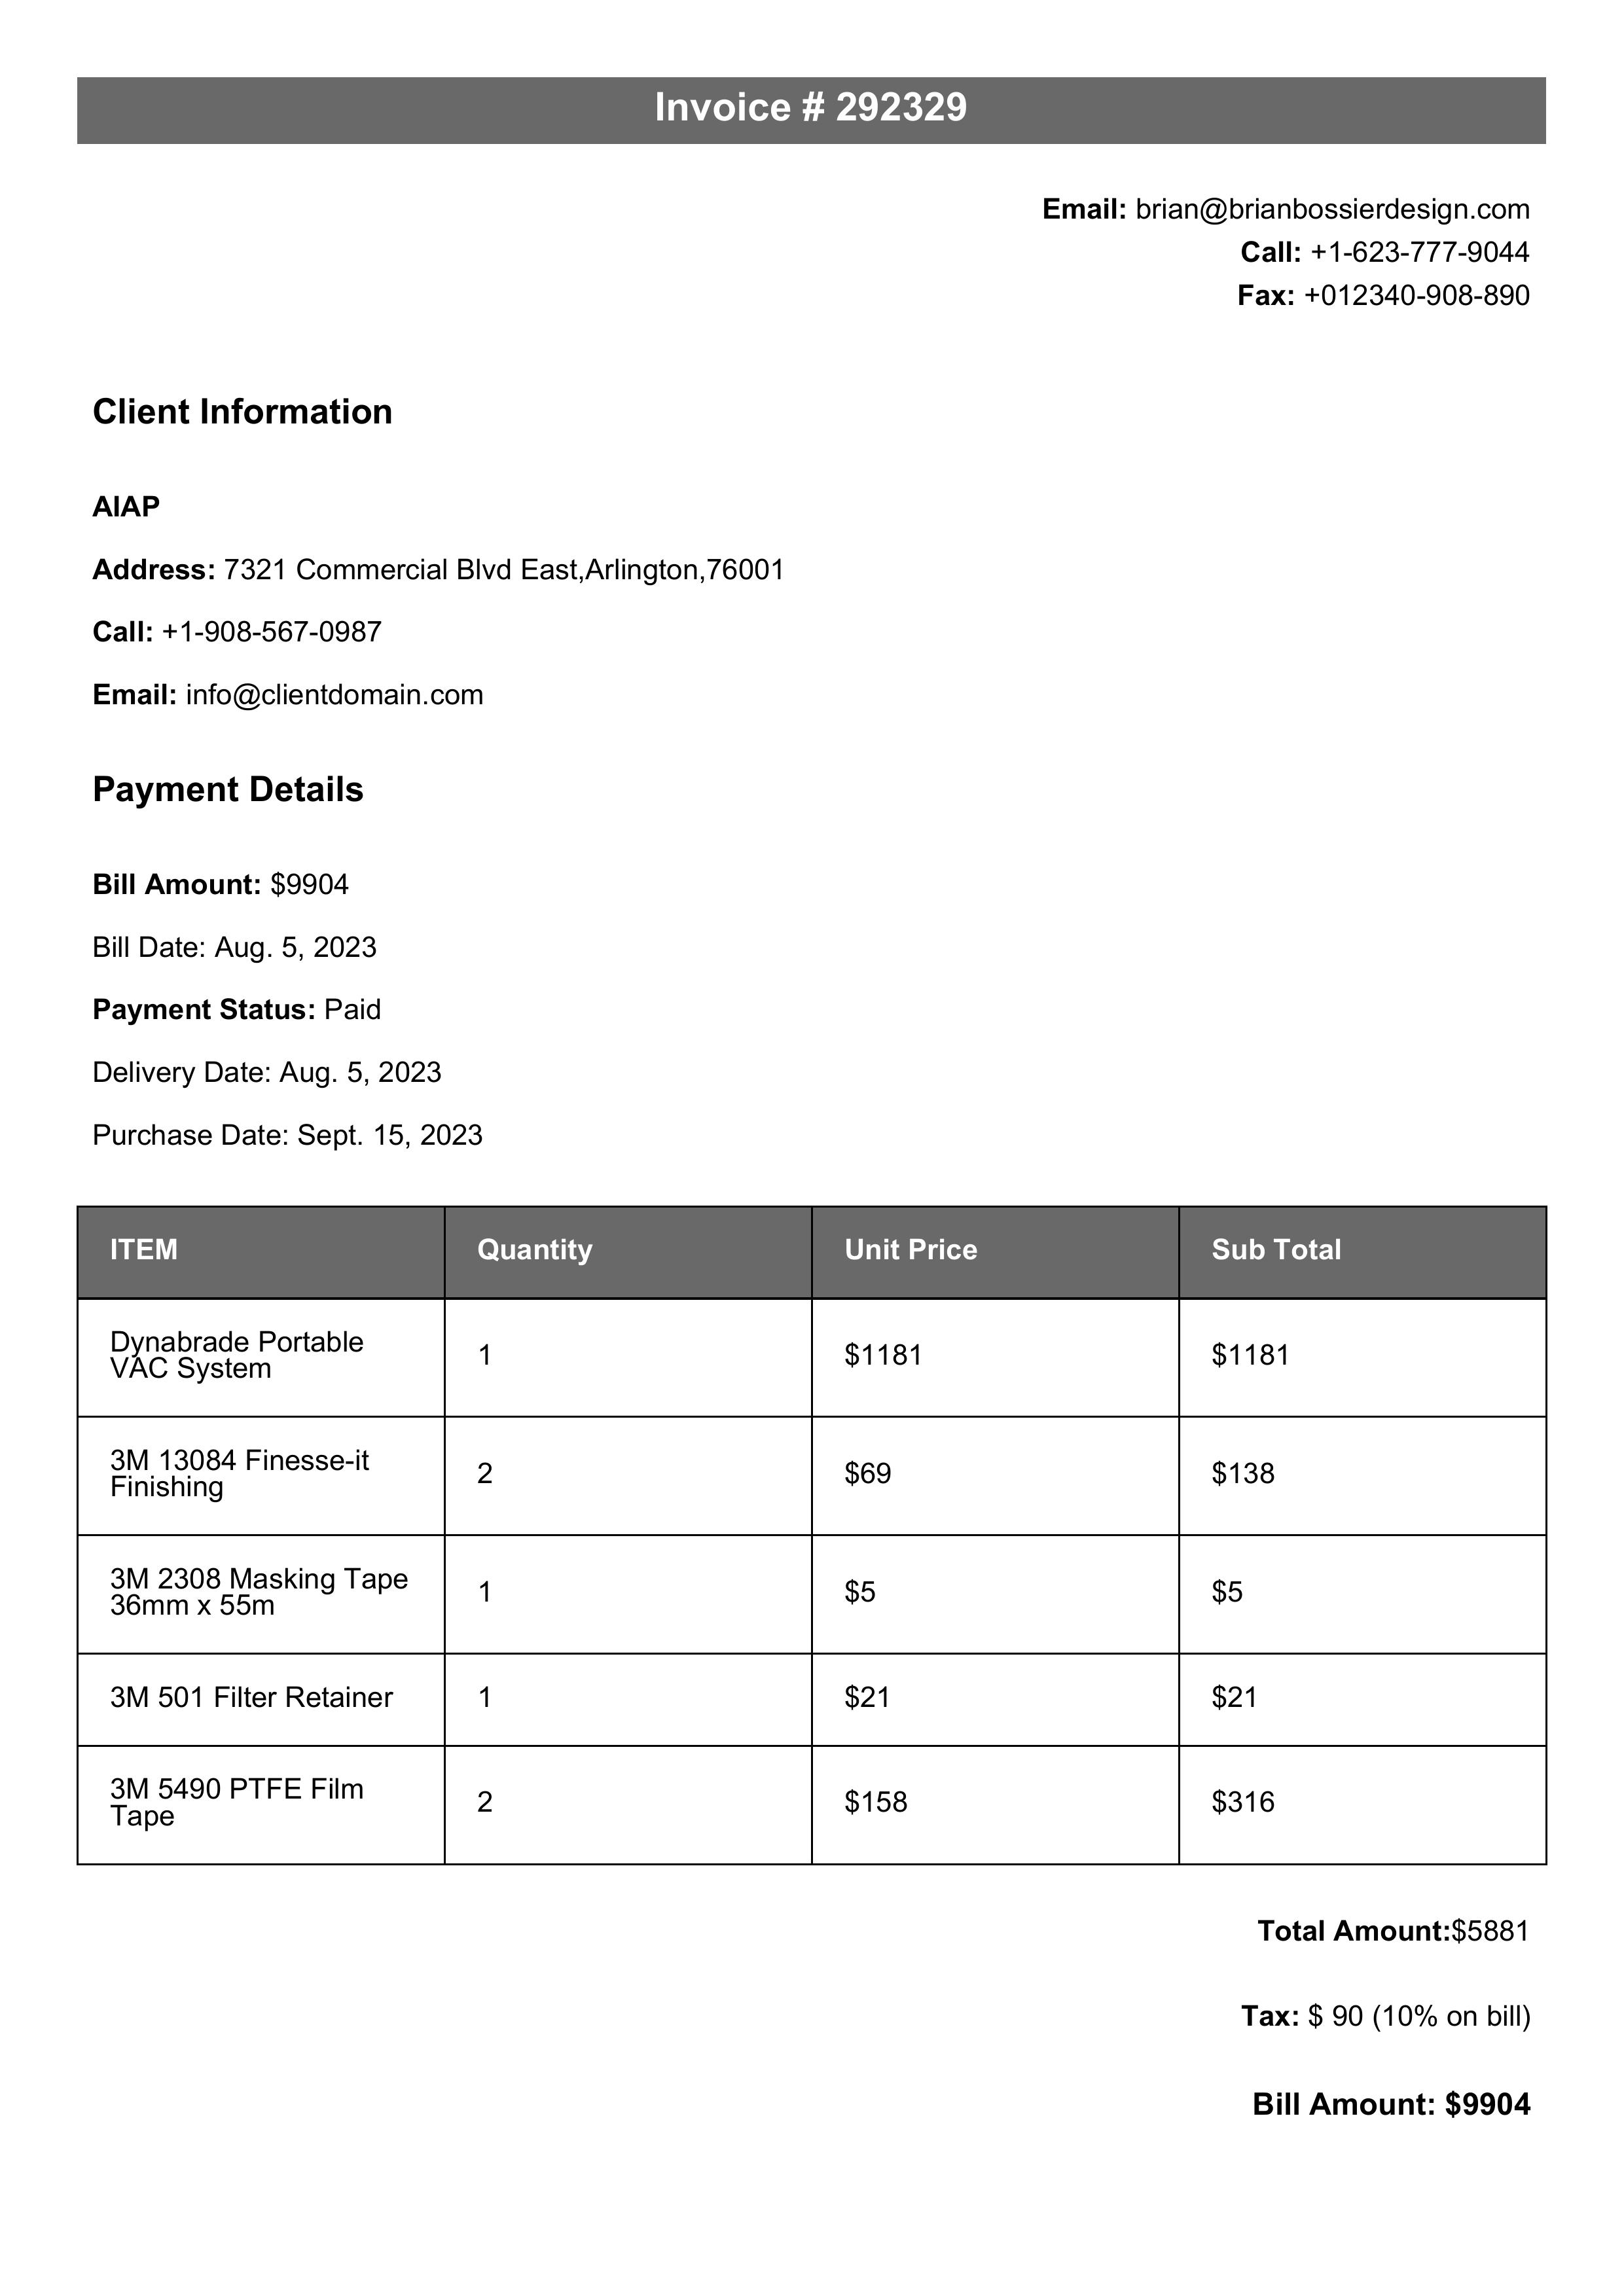 Invoice # 292329
Email: brian@brianbossierdesign.com
Call: +1-623-777-9044
Fax: +012340-908-890
Client Information
AIAP
Address: 7321 Commercial Blvd East,Arlington,76001
Call: +1-908-567-0987
Email: info@clientdomain.com
Payment Details
Bill Amount: $9904
Bill Date: Aug. 5, 2023
Payment Status: Paid
Delivery Date: Aug. 5, 2023
Purchase Date: Sept. 15, 2023
ITEM Quantity Unit Price Sub Total
Dynabrade Portable
VAC System
1 $1181 $1181
3M 13084 Finesse-it
Finishing
2 $69 $138
3M 2308 Masking Tape
36mm x 55m
1 $5 $5
3M 501 Filter Retainer 1 $21 $21
3M 5490 PTFE Film
Tape
2 $158 $316
Total Amount:$5881
Tax: $ 90 (10% on bill)
Bill Amount: $9904